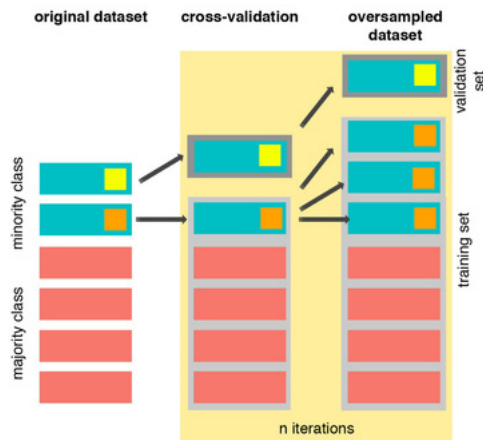 original dataset
cross-validation
oversampled
dataset
validation
set
minority class
training set
majority class
n iterations